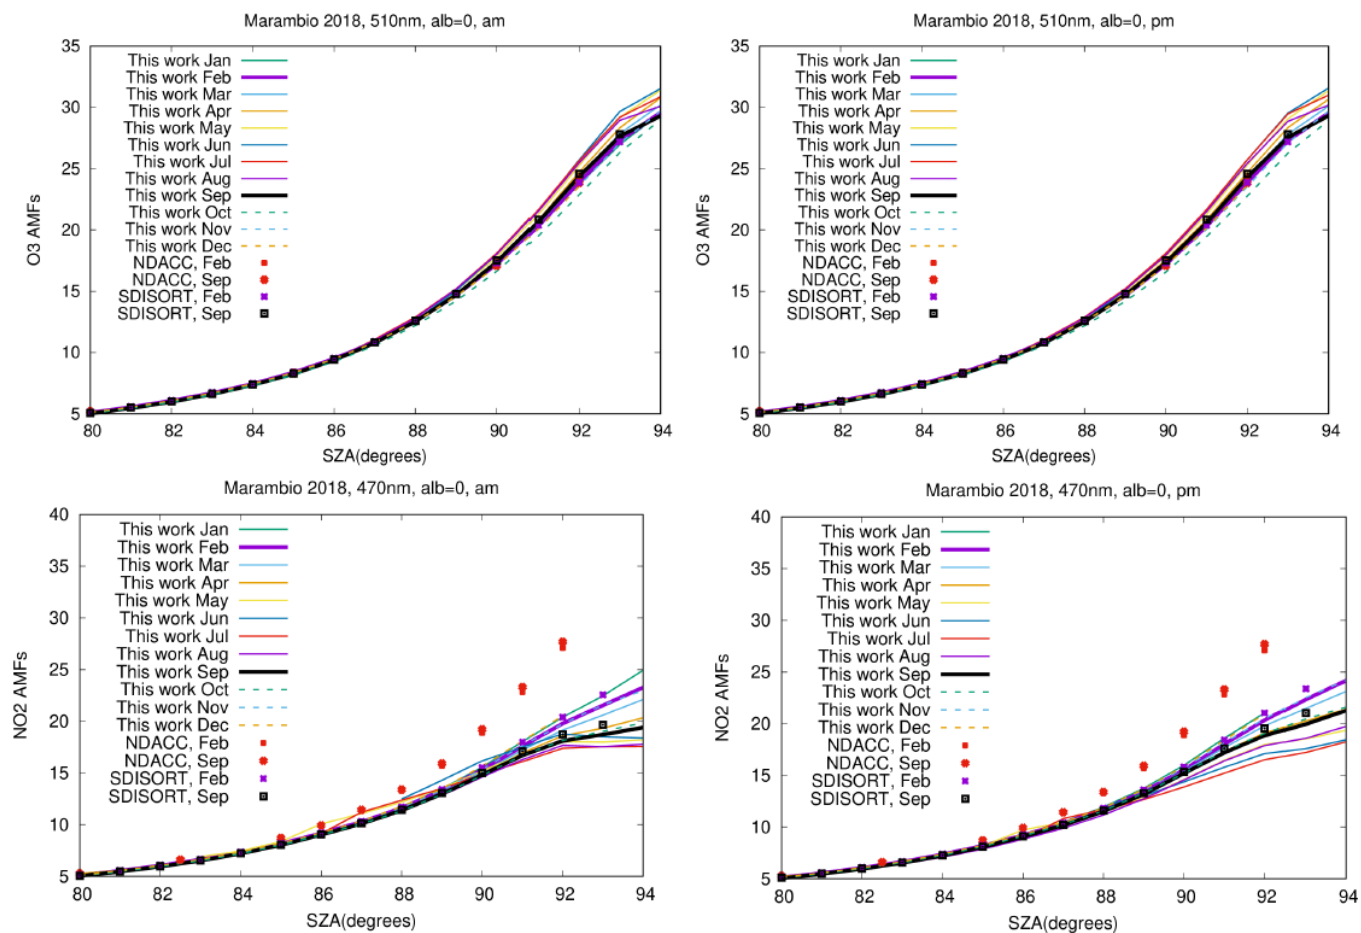 Marambio 2018, 510nm, alb=0, am
O3 AMFs
35
30
25
20
15
10
5
This work Jan
This work Feb
This work Mar
This work Apr
This work May
This work Jun
This work Jul
This work Aug
This work Sep
This work Oct
This work Nov
This work Dec
NDACC, Feb
NDACC, Sep
SDISORT, Feb
SDISORT, Sep
80 82 84 86 88 90 92 94
SZA(degrees)
Marambio 2018, 510nm, alb=0, pm
O3 AMFs
35
30
25
20
15
10
5
This work Jan
This work Feb
This work Mar
This work Apr
This work May
This work Jun
This work Jul
This work Aug
This work Sep
This work Oct
This work Nov
This work Dec
NDACC, Feb
NDACC, Sep
SDISORT, Feb
SDISORT, Sep
80 82 84 86 88 90 92 94
SZA(degrees)
Marambio 2018, 470nm, alb=0, am
NO2 AMFs
40
35
30
25
20
15
10
5
This work Jan
This work Feb
This work Mar
This work Apr
This work May
This work Jun
This work Jul
This work Aug
This work Sep
This work Oct
This work Nov
This work Dec
NDACC, Feb
NDACC, Sep
SDISORT, Feb
SDISORT, Sep
80 82 84 86 88 90 92 94
SZA(degrees)
Marambio 2018, 470nm, alb=0, pm
NO2 AMFs
40
35
30
25
20
15
10
5
This work Jan
This work Feb
This work Mar
This work Apr
This work May
This work Jun
This work Jul
This work Aug
This work Sep
This work Oct
This work Nov
This work Dec
NDACC, Feb
NDACC, Sep
SDISORT, Feb
SDISORT, Sep
80 82 84 86 88 90 92 94
SZA(degrees)